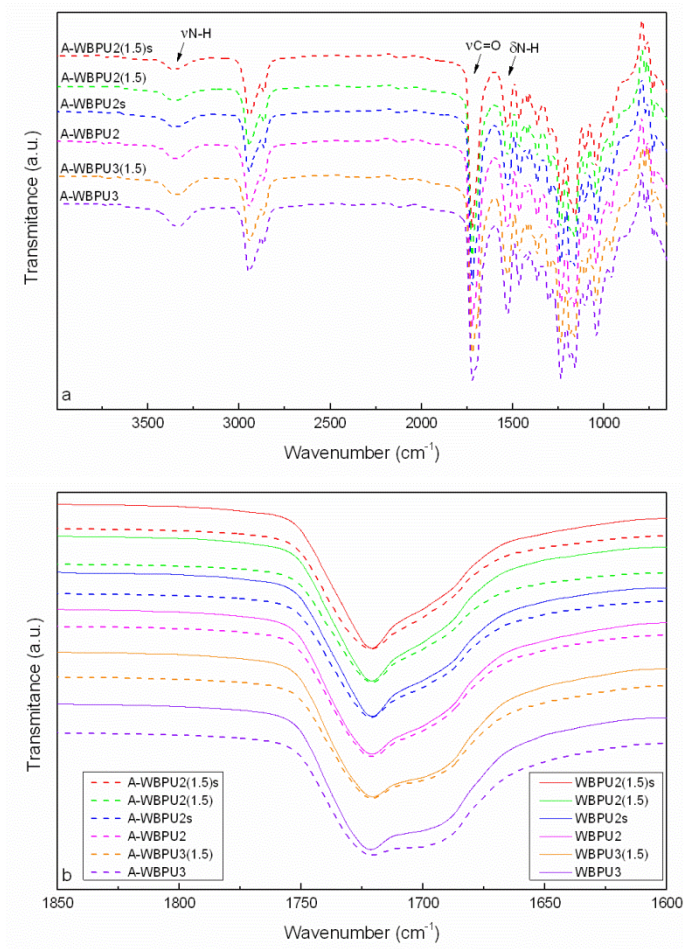 A-WBPU2(1.5)s
νN-H
νC=O
δN-H
A-WBPU2(1.5)
A-WBPU2s
A-WBPU2
A-WBPU3(1.5)
A-WBPU3
Transmitance (a.u.)
a
3500 3000 2500 2000 1500 1000
Wavenumber (cm⁻¹)
Transmitance (a.u.)
A-WBPU2(1.5)s
A-WBPU2(1.5)
A-WBPU2s
A-WBPU2
A-WBPU3(1.5)
A-WBPU3
WBPU2(1.5)s
WBPU2(1.5)
WBPU2s
WBPU2
WBPU3(1.5)
WBPU3
b
1850 1800 1750 1700 1650 1600
Wavenumber (cm⁻¹)